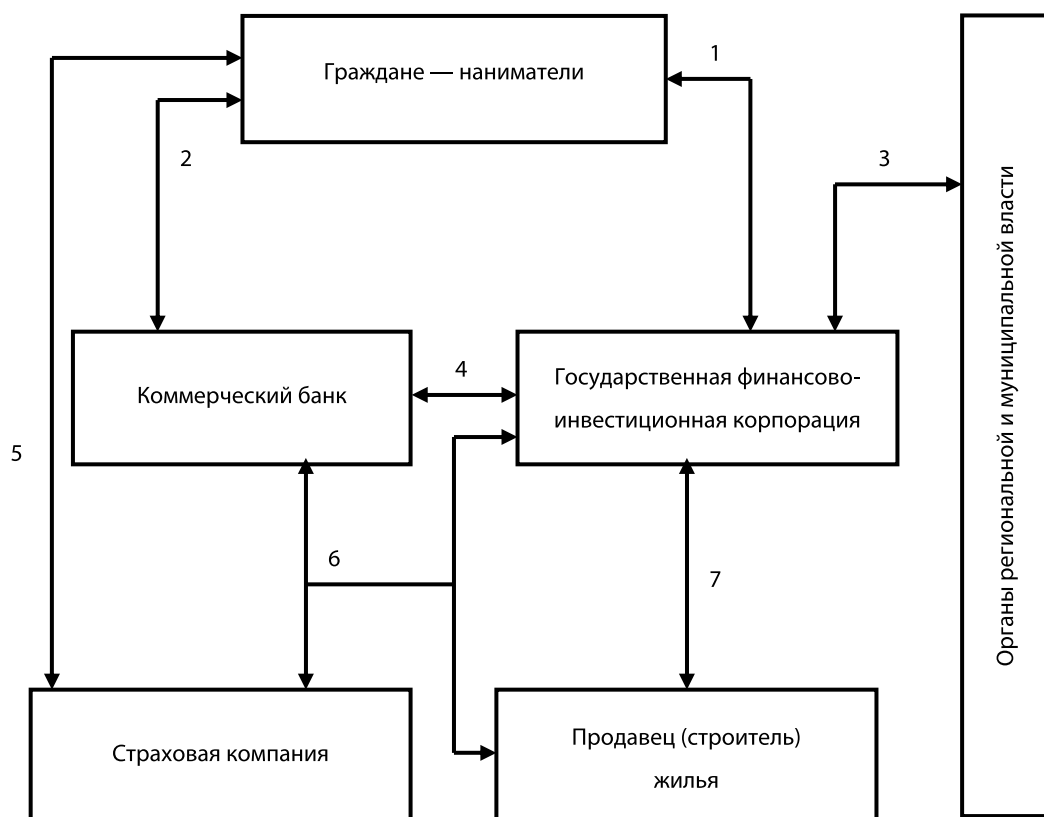 Граждане — наниматели
1
2
3
Органы региональной и муниципальной власти
Коммерческий банк
4
Государственная финансово-
инвестиционная корпорация
5
6
7
Страховая компания
Продавец (строитель)
жилья